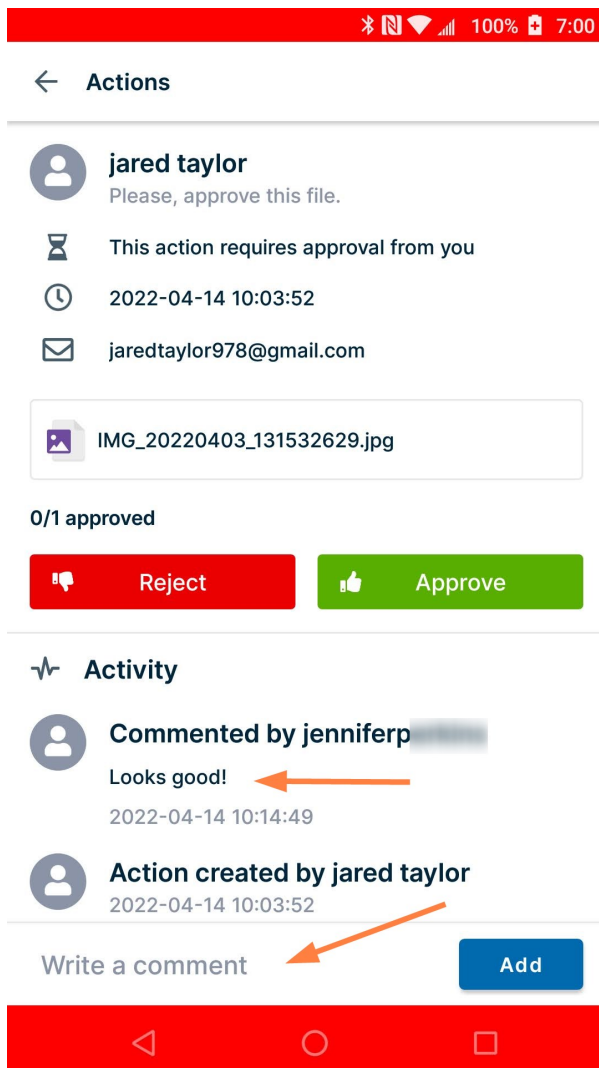 100% 7:00
Actions
jared taylor
Please, approve this file.
This action requires approval from you
2022-04-14 10:03:52
jaredtaylor978@gmail.com
IMG_20220403_131532629.jpg
0/1 approved
Reject Approve
Activity
Commented by jenniferp
Looks good!
2022-04-14 10:14:49
Action created by jared taylor
2022-04-14 10:03:52
Write a comment Add